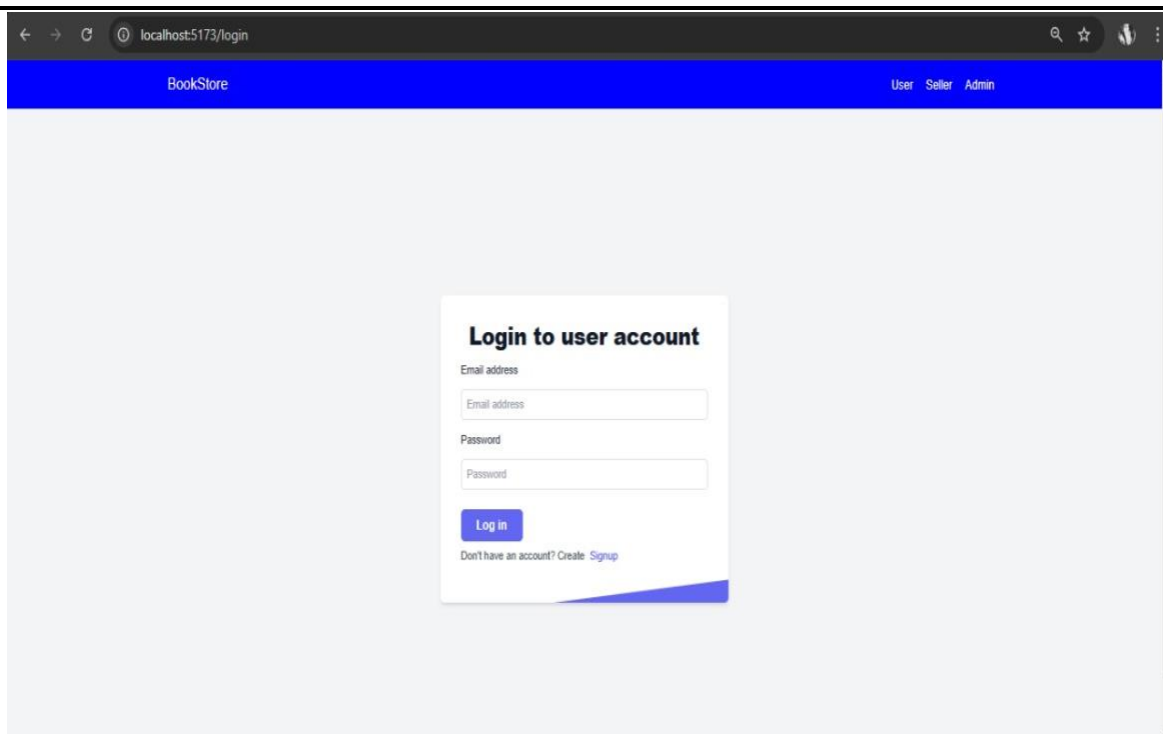 localhost:5173/login
BookStore User Seller Admin
Login to user account
Email address
Email address
Password
Password
Log in
Don't have an account? Create Signup